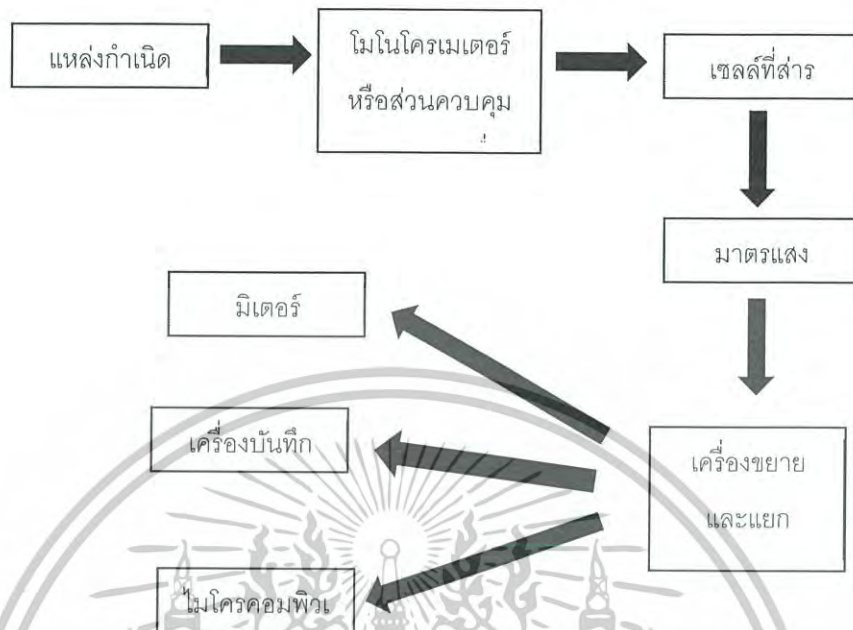 แหล่งกำเนิด
โมโนโครเมเตอร์
หรือส่วนควบคุม
เซลล์ที่สาร
มาตรแสง
มิเตอร์
เครื่องบันทึก
เครื่องขยาย
และแยก
ไมโครคอมพิวเ